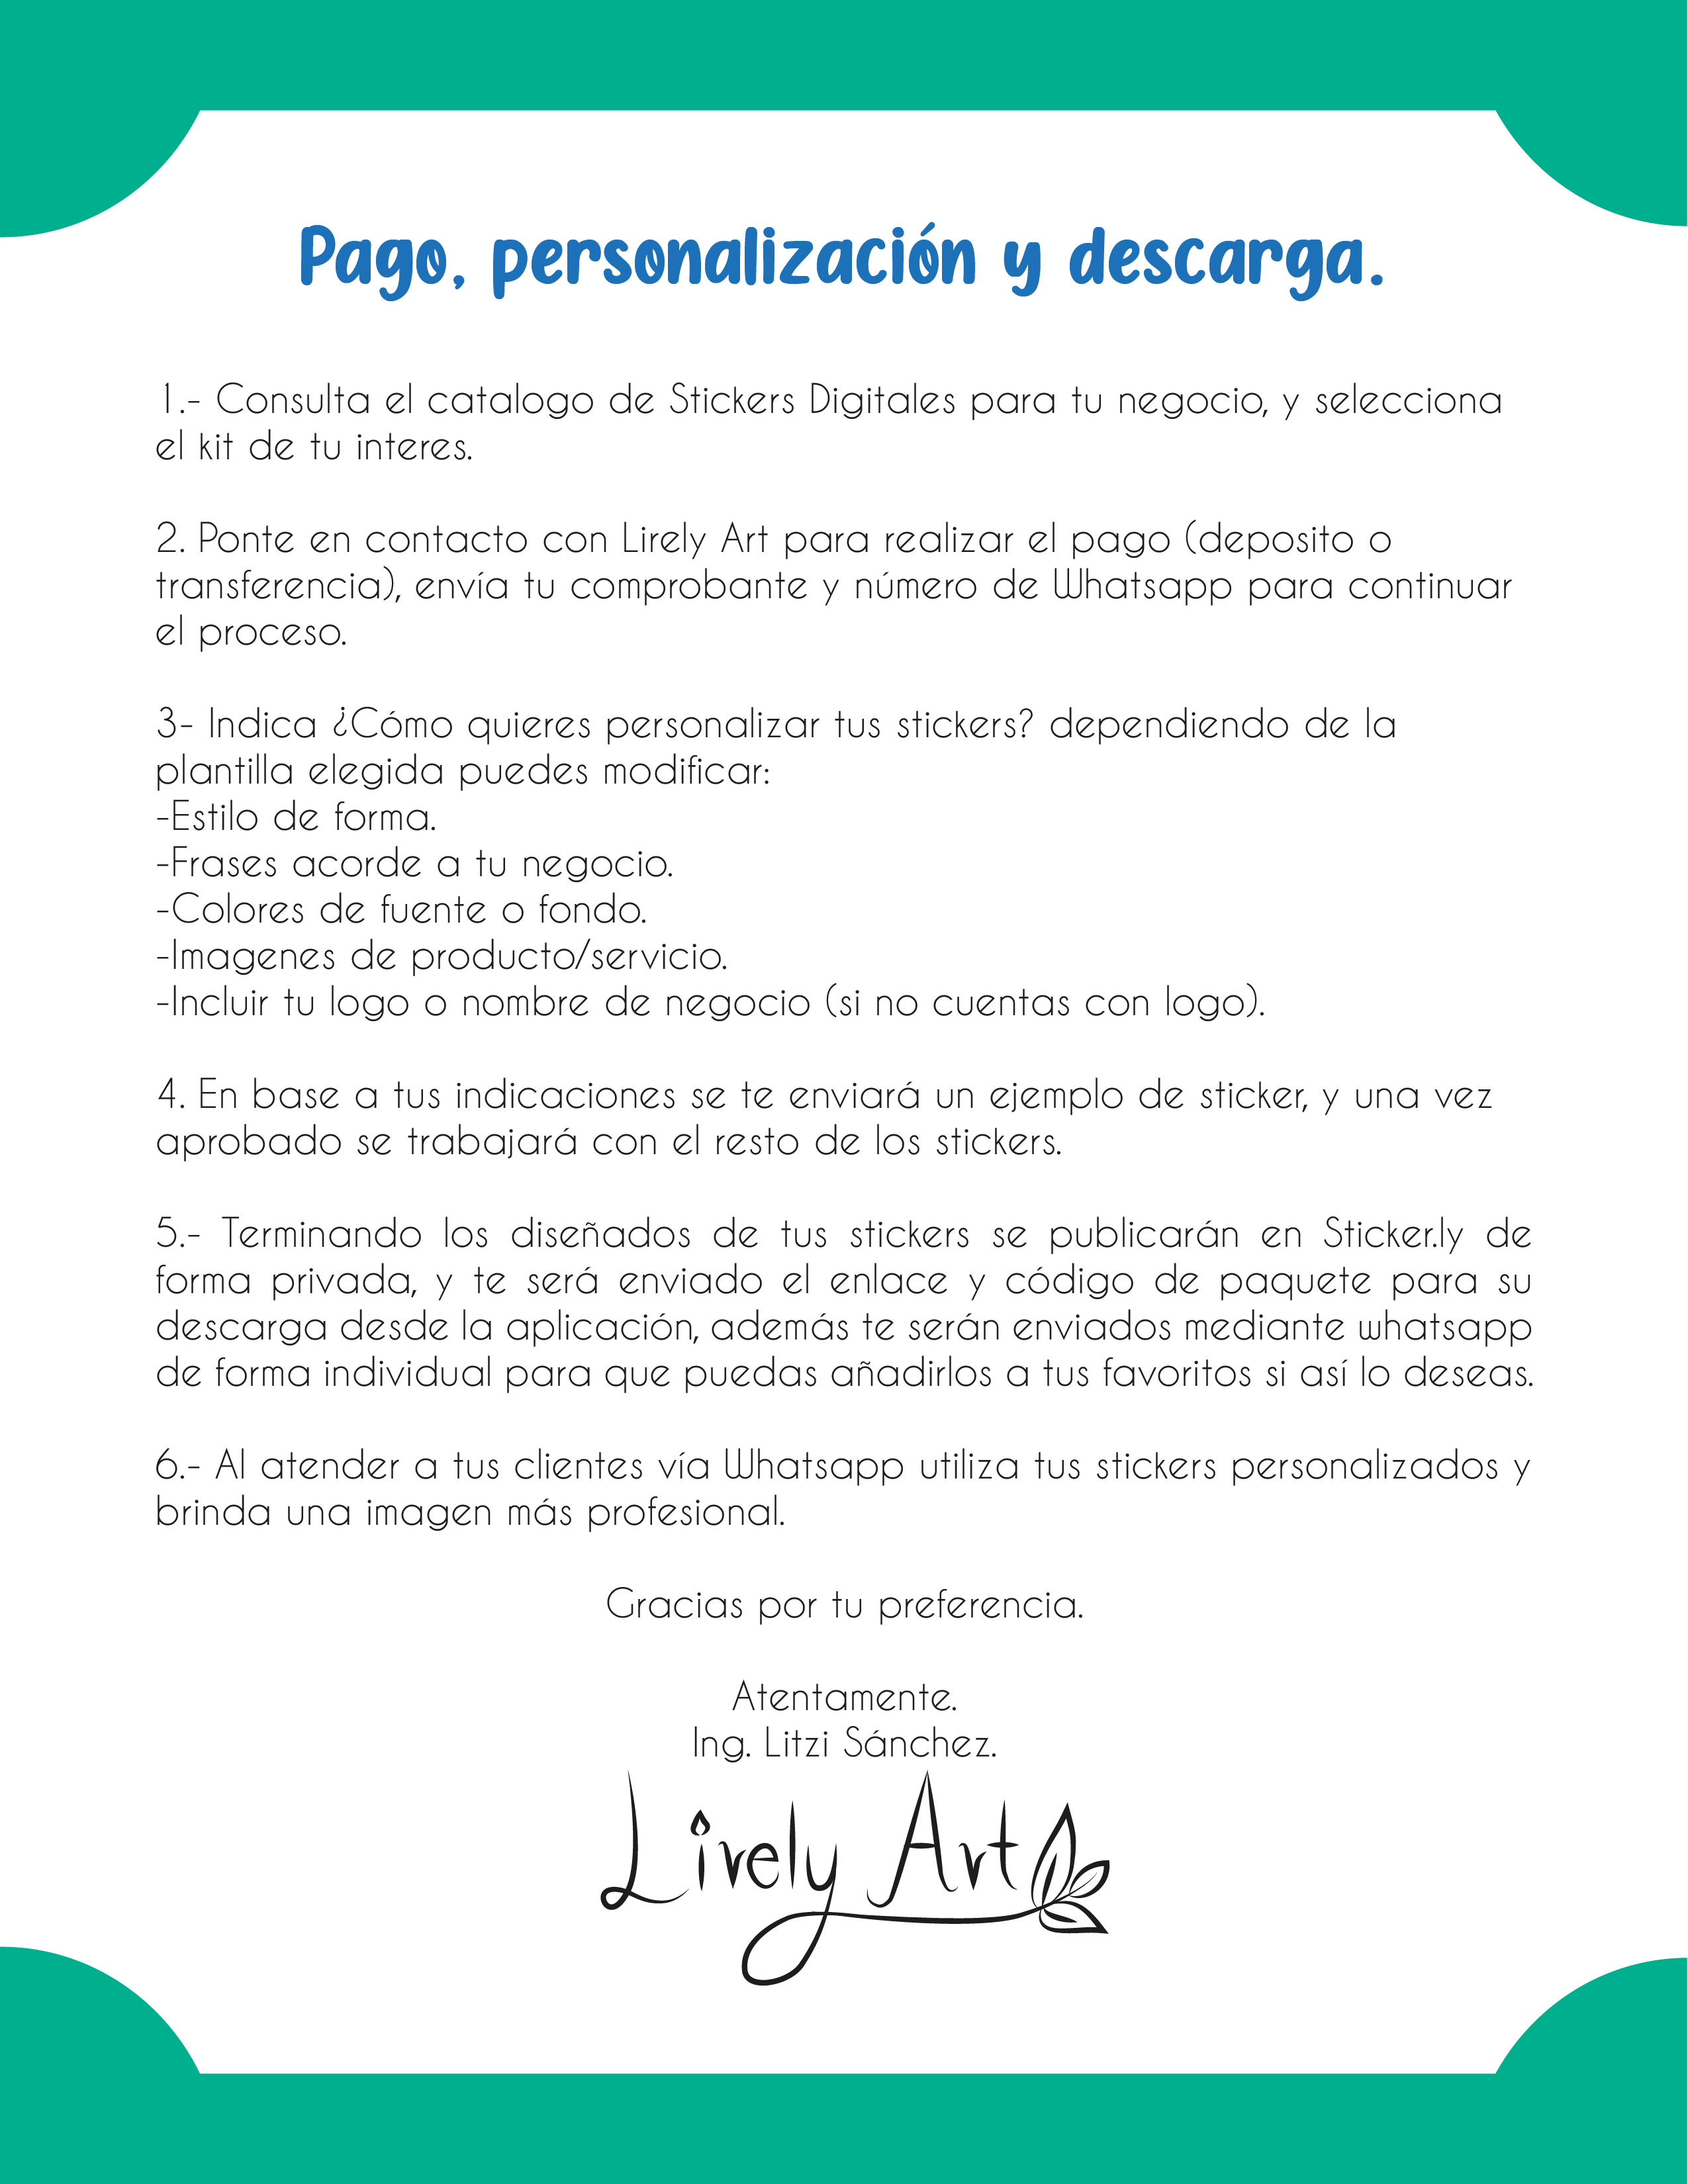 Pago, personalización y descarga.
1.- Consulta el catalogo de Stickers Digitales para tu negocio, y selecciona
el kit de tu interes.
2. Ponte en contacto con Lirely Art para realizar el pago (deposito o
transferencia), envía tu comprobante y número de Whatsapp para continuar
el proceso.
3- Indica ¿Cómo quieres personalizar tus stickers? dependiendo de la
plantilla elegida puedes modificar:
-Estilo de forma.
-Frases acorde a tu negocio.
-Colores de fuente o fondo.
-Imagenes de producto/servicio.
-Incluir tu logo o nombre de negocio (si no cuentas con logo).
4. En base a tus indicaciones se te enviará un ejemplo de sticker, y una vez
aprobado se trabajará con el resto de los stickers.
5.- Terminando los diseñados de tus stickers se publicarán en Sticker.ly de
forma privada, y te será enviado el enlace y código de paquete para su
descarga desde la aplicación, además te serán enviados mediante whatsapp
de forma individual para que puedas añadirlos a tus favoritos si así lo deseas.
6.- Al atender a tus clientes vía Whatsapp utiliza tus stickers personalizados y
brinda una imagen más profesional.
Gracias por tu preferencia.
Atentamente.
Ing. Litzi Sánchez.
Lirely Art